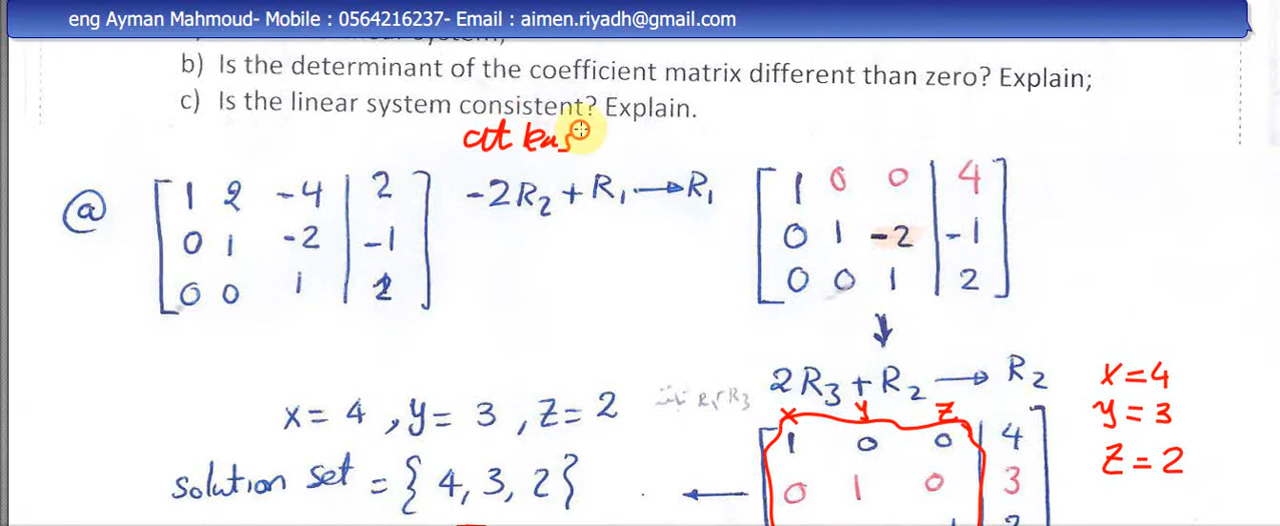 eng Ayman Mahmoud- Mobile : 0564216237- Email : aimen.riyadh@gmail.com
system;
b) Is the determinant of the coefficient matrix different than zero? Explain;
c) Is the linear system consistent? Explain.
at
@ [ 1 2 -4 | 2 ] -2R2 + R1 → R1 [ 1 0 0 | 4 ]
0 1 -2 | -1 0 1 -2 | -1
0 0 1 | 2 0 0 1 | 2
↓
2R3 + R2 → R2
x = 4 , y = 3 , z = 2
x y z
[ 1 0 0 | 4 ]
0 1 0 | 3
2
solution set = { 4, 3, 2 } ←
x = 4
y = 3
z = 2